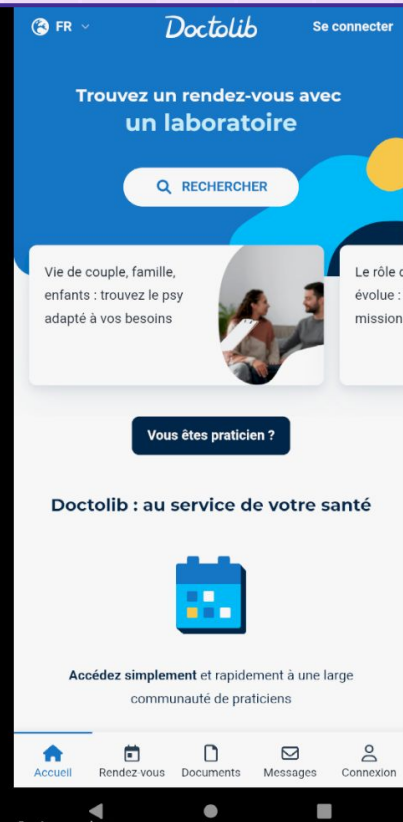 FR
Doctolib
Se connecter
Trouvez un rendez-vous avec
un laboratoire
RECHERCHER
Vie de couple, famille,
enfants : trouvez le psy
adapté à vos besoins
Le rôle
évolue :
mission
Vous êtes praticien ?
Doctolib : au service de votre santé
Accédez simplement et rapidement à une large
communauté de praticiens
Accueil
Rendez-vous
Documents
Messages
Connexion